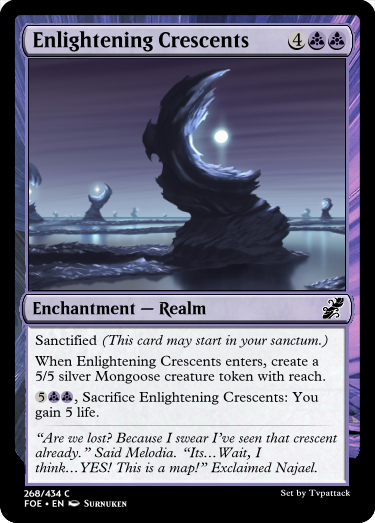 Enlightening Crescents 4
Enchantment — Realm
Sanctified (This card may start in your sanctum.)
When Enlightening Crescents enters, create a
5/5 silver Mongoose creature token with reach.
5, Sacrifice Enlightening Crescents: You
gain 5 life.
“Are we lost? Because I swear I’ve seen that crescent
already.” Said Melodia. “Its…Wait, I
think…YES! This is a map!” Exclaimed Najael.
268/434 C
Set by Tvpattack
FOE • EN Surnuken